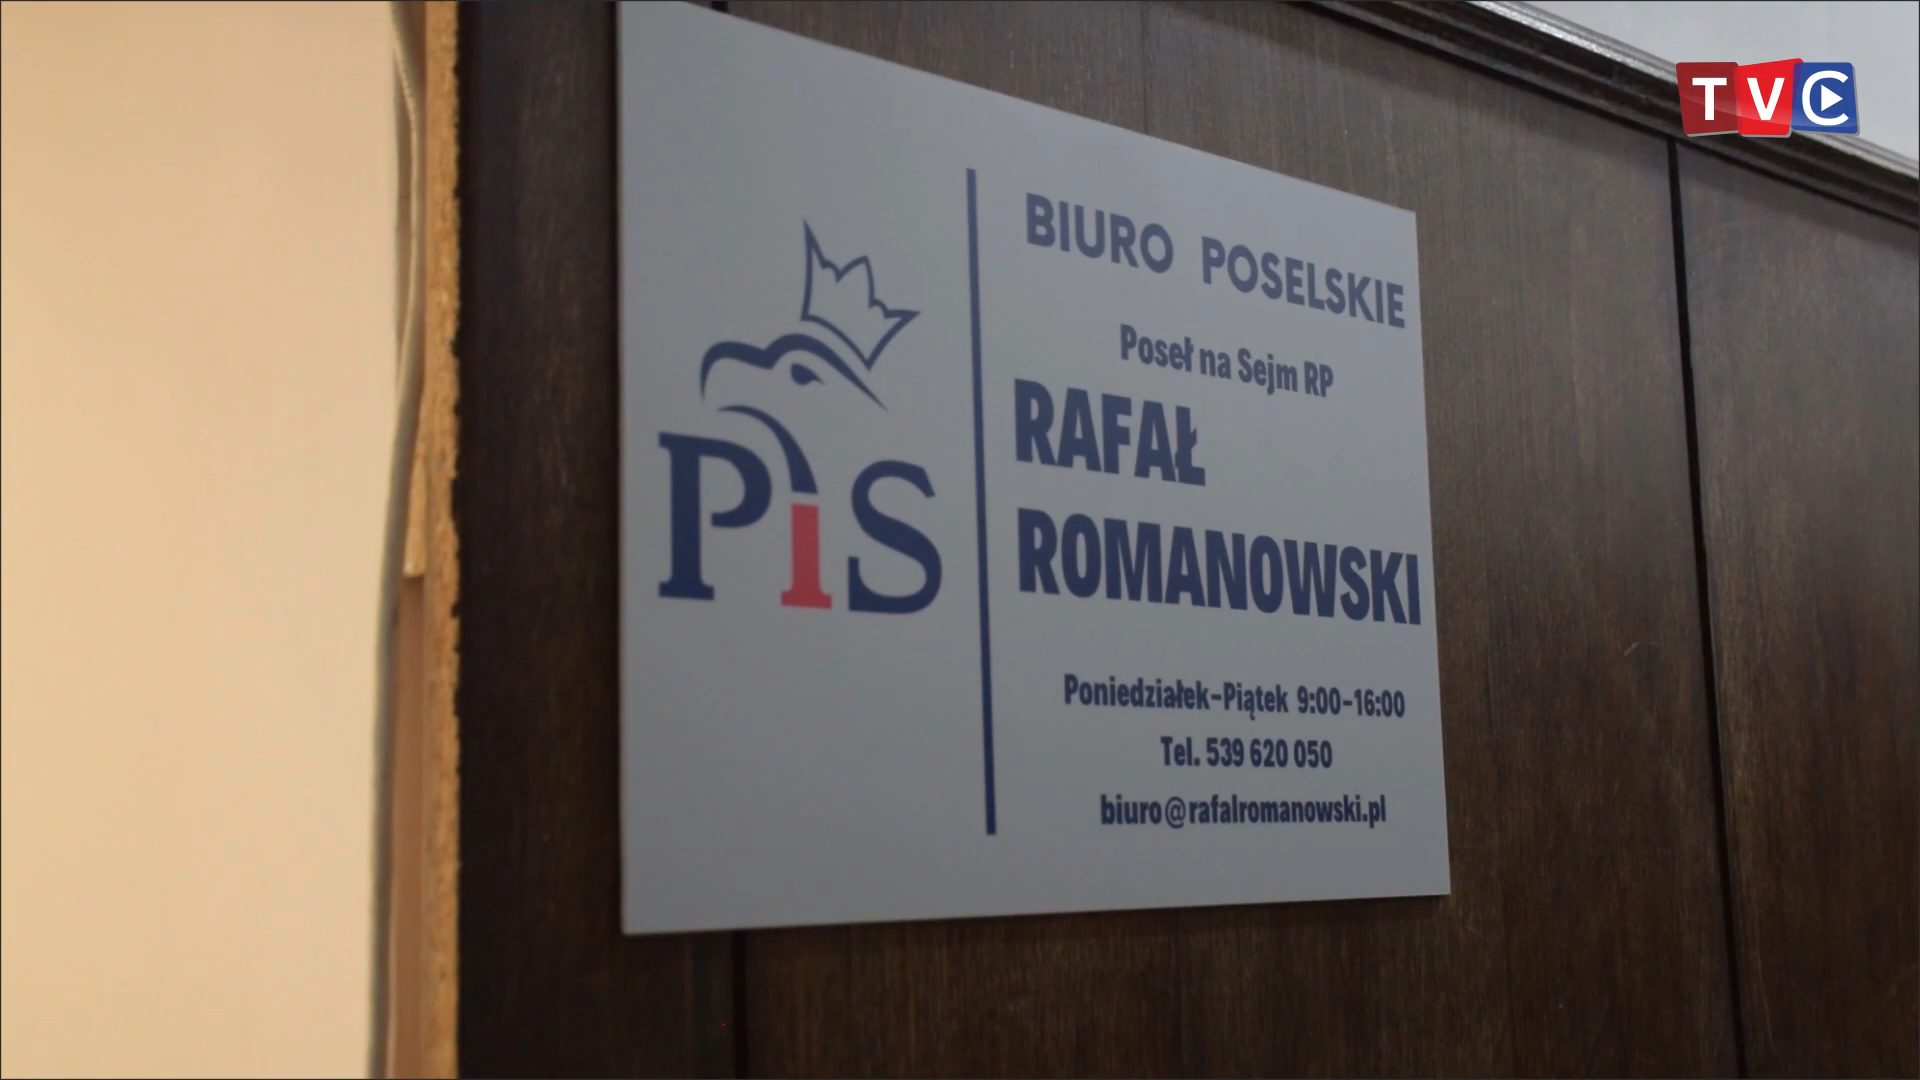 TVC
BIURO POSELSKIE
Poseł na Sejm RP
RAFAŁ
ROMANOWSKI
PiS
Poniedziałek-Piątek 9:00-16:00
Tel. 539 620 050
biuro@rafalromanowski.pl